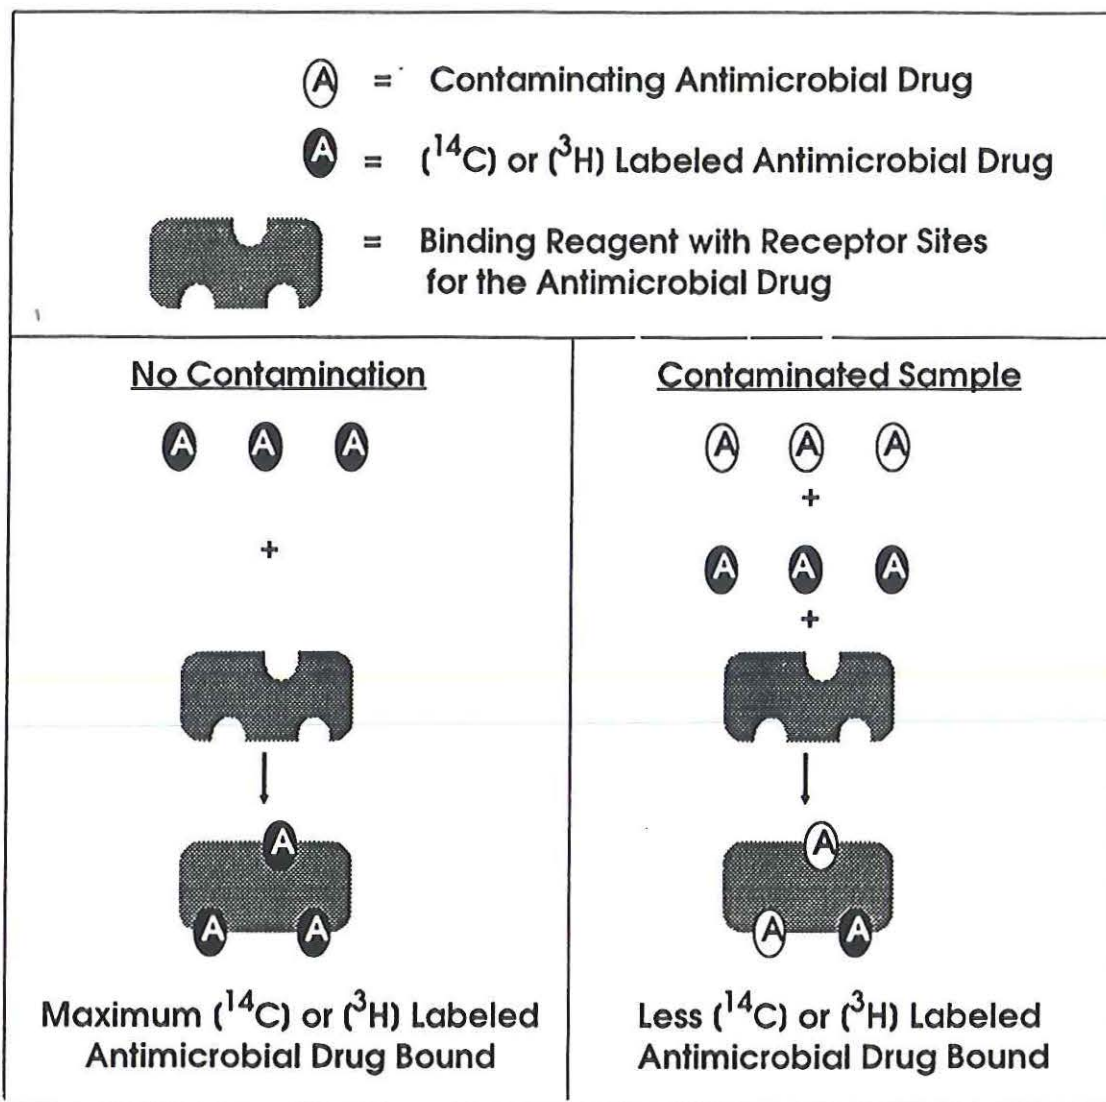 A = Contaminating Antimicrobial Drug
A = (¹⁴C) or (³H) Labeled Antimicrobial Drug
= Binding Reagent with Receptor Sites
for the Antimicrobial Drug
No Contamination
A A A
+
A
A A
Maximum (¹⁴C) or (³H) Labeled
Antimicrobial Drug Bound
Contaminated Sample
A A A
+
A A A
+
A
A A
Less (¹⁴C) or (³H) Labeled
Antimicrobial Drug Bound